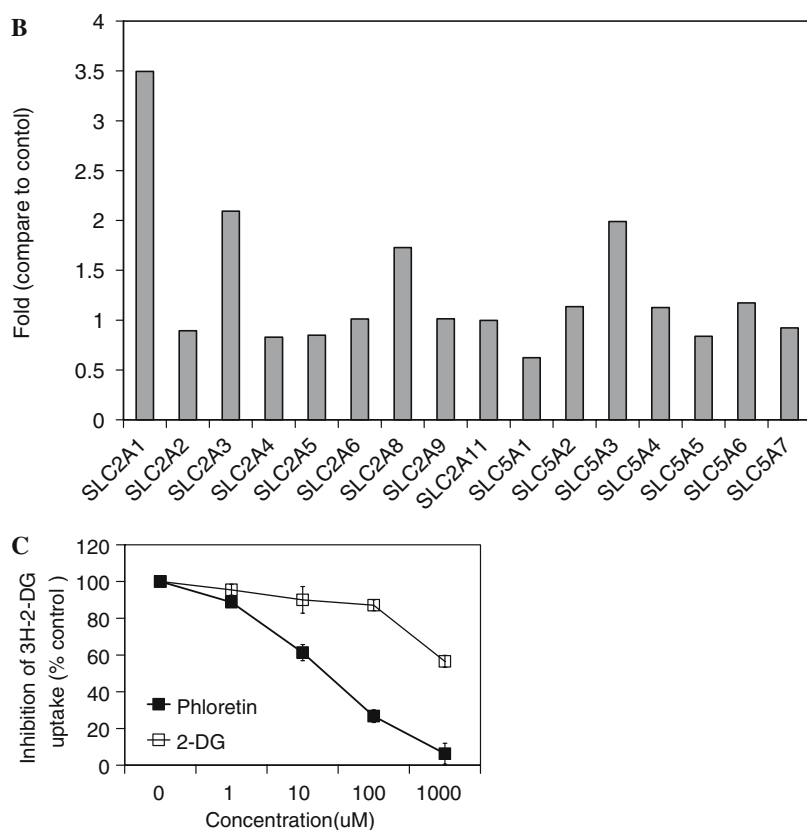 B
4
3.5
3
2.5
2
1.5
1
0.5
0
Fold (compare to contol)
SLC2A1
SLC2A2
SLC2A3
SLC2A4
SLC2A5
SLC2A6
SLC2A8
SLC2A9
SLC2A11
SLC5A1
SLC5A2
SLC5A3
SLC5A4
SLC5A5
SLC5A6
SLC5A7
C
120
100
80
60
40
20
0
Inhibition of 3H-2-DG
uptake (% control )
Phloretin
2-DG
0 1 10 100 1000
Concentration(uM)